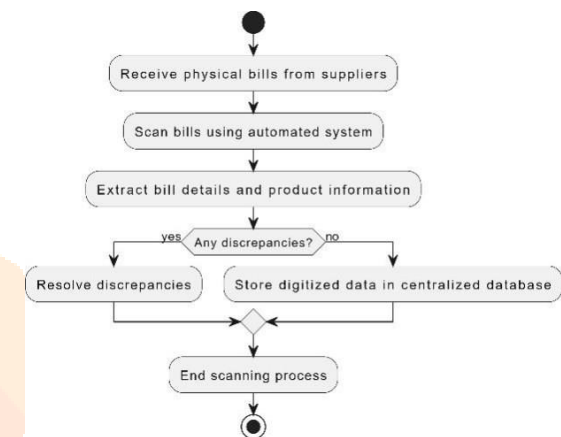 Receive physical bills from suppliers
Scan bills using automated system
Extract bill details and product information
yes
Any discrepancies?
no
Resolve discrepancies
Store digitized data in centralized database
End scanning process